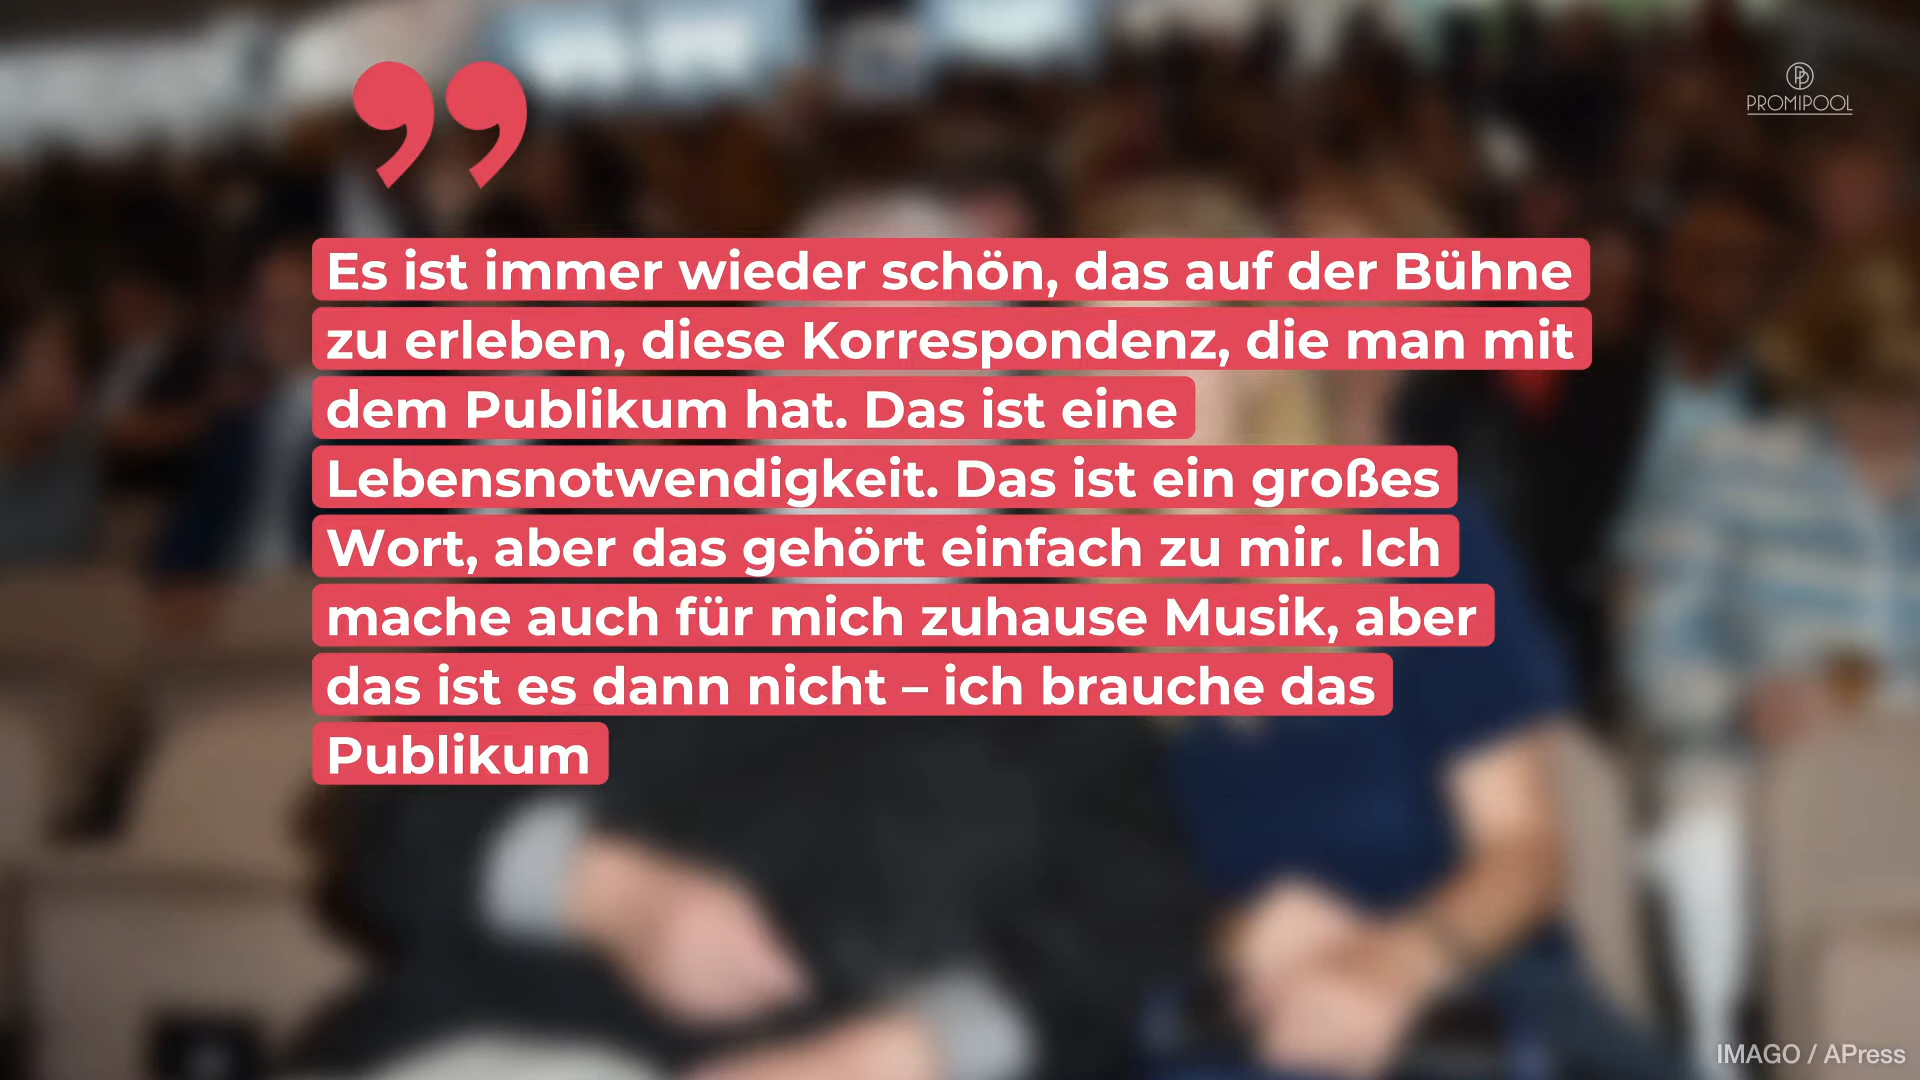 ”
PROMIPOOL
Es ist immer wieder schön, das auf der Bühne
zu erleben, diese Korrespondenz, die man mit
dem Publikum hat. Das ist eine
Lebensnotwendigkeit. Das ist ein großes
Wort, aber das gehört einfach zu mir. Ich
mache auch für mich zuhause Musik, aber
das ist es dann nicht – ich brauche das
Publikum
IMAGO / APress